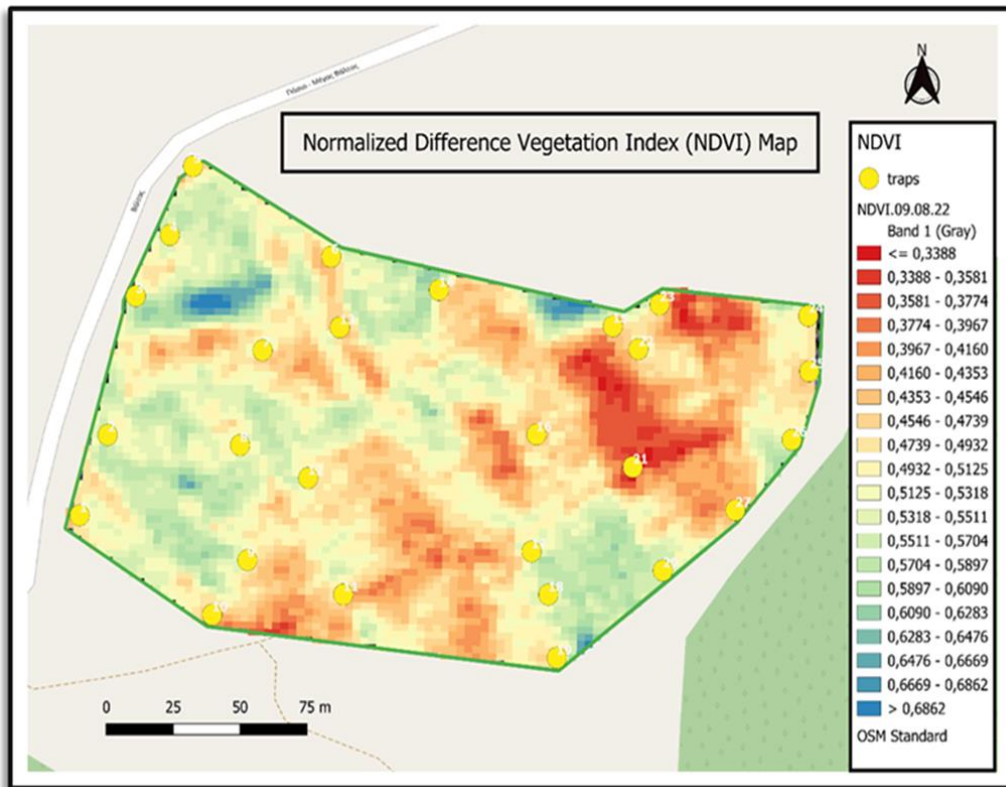 N
Normalized Difference Vegetation Index (NDVI) Map
NDVI
traps
NDVI.09.08.22
Band 1 (Gray)
<= 0,3388
0,3388 - 0,3581
0,3581 - 0,3774
0,3774 - 0,3967
0,3967 - 0,4160
0,4160 - 0,4353
0,4353 - 0,4546
0,4546 - 0,4739
0,4739 - 0,4932
0,4932 - 0,5125
0,5125 - 0,5318
0,5318 - 0,5511
0,5511 - 0,5704
0,5704 - 0,5897
0,5897 - 0,6090
0,6090 - 0,6283
0,6283 - 0,6476
0,6476 - 0,6669
0,6669 - 0,6862
> 0,6862
OSM Standard
23
21
27
18
0 25 50 75 m